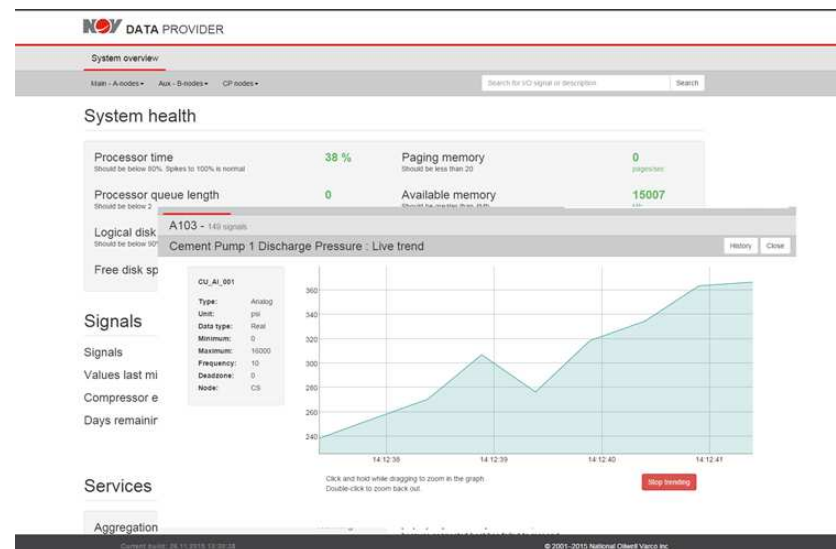 NOV DATA PROVIDER
System overview
Main - A-nodes Aux - B-nodes CP nodes Search for I/O signal or description Search
System health
Processor time 38 % Paging memory 0
Should be below 80%. Spikes to 100% is normal Should be less than 20 pages/sec
Processor queue length 0 Available memory 15007
Should be below 2
A103 - 149 signals
Logical disk
Should be below 50%
Cement Pump 1 Discharge Pressure : Live trend History Close
Free disk sp
CU_AI_001
Type: Analog
Unit: psi
Data type: Real
Minimum: 0
Maximum: 16000
Frequency: 10
Deadzone: 0
Node: CS
360
340
320
300
280
260
240
14:12:38 14:12:39 14:12:40 14:12:41
Click and hold while dragging to zoom in the graph
Double-click to zoom back out.
Stop trending
Signals
Signals
Values last mi
Compressor e
Days remainin
Services
Aggregation
© 2001-2015 National Oilwell Varco Inc